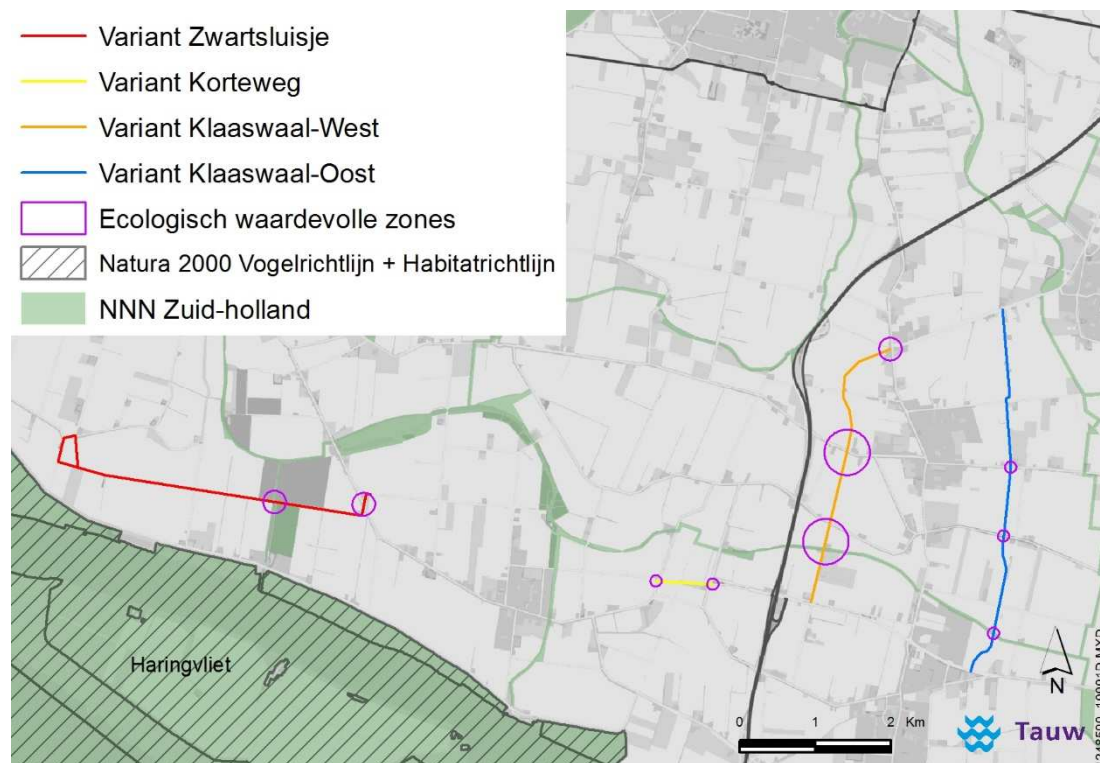 Variant Zwartsluisje
Variant Korteweg
Variant Klaaswaal-West
Variant Klaaswaal-Oost
Ecologisch waardevolle zones
Natura 2000 Vogelrichtlijn + Habitatrichtlijn
NNN Zuid-holland
Haringvliet
N
0 1 2 Km
Tauw